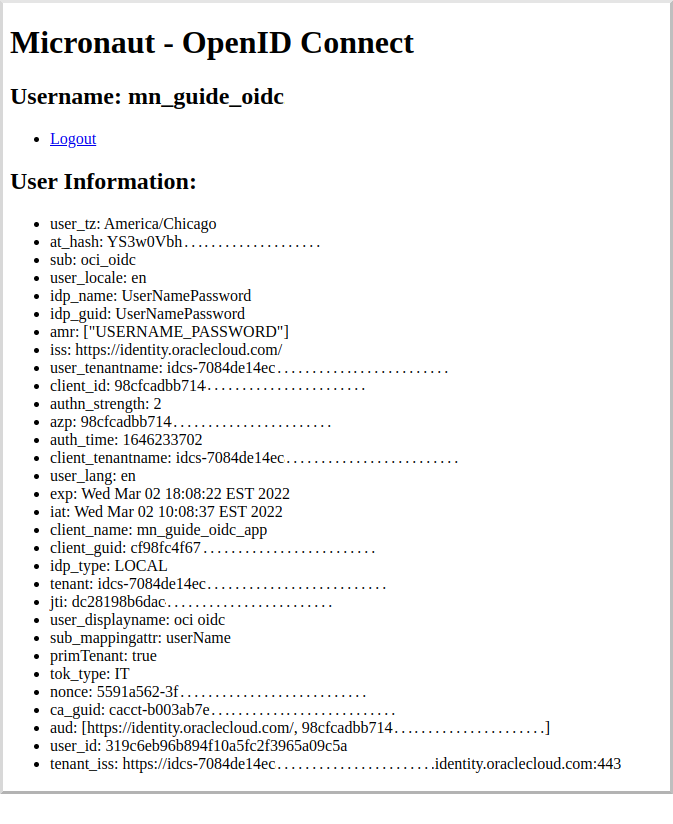 Micronaut - OpenID Connect
Username: mn_guide_oidc
Logout
User Information:
user_tz: America/Chicago
at_hash: YS3w0Vbh....................
sub: oci_oidc
user_locale: en
idp_name: UserNamePassword
idp_guid: UserNamePassword
amr: ["USERNAME_PASSWORD"]
iss: https://identity.oraclecloud.com/
user_tenantname: idcs-7084de14ec.........................
client_id: 98cfcadbb714.......................
authn_strength: 2
azp: 98cfcadbb714.......................
auth_time: 1646233702
client_tenantname: idcs-7084de14ec.........................
user_lang: en
exp: Wed Mar 02 18:08:22 EST 2022
iat: Wed Mar 02 10:08:37 EST 2022
client_name: mn_guide_oidc_app
client_guid: cf98fc4f67.........................
idp_type: LOCAL
tenant: idcs-7084de14ec..........................
jti: dc28198b6dac........................
user_displayname: oci oidc
sub_mappingattr: userName
primTenant: true
tok_type: IT
nonce: 5591a562-3f...........................
ca_guid: cacct-b003ab7e...........................
aud: [https://identity.oraclecloud.com/, 98cfcadbb714......................]
user_id: 319c6eb96b894f10a5fc2f3965a09c5a
tenant_iss: https://idcs-7084de14ec.......................identity.oraclecloud.com:443